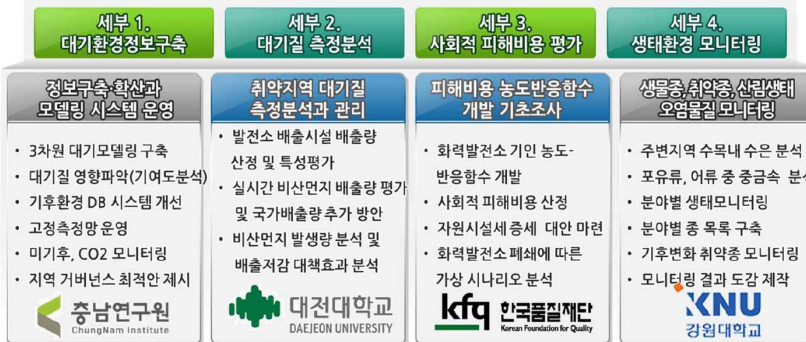 세부 1.
대기환경정보구축
정보구축·확산과
모델링 시스템 운영
• 3차원 대기모델링 구축
• 대기질 영향파악(기여도분석)
• 기후환경 DB 시스템 개선
• 고정측정망 운영
• 미기후, CO2 모니터링
• 지역 거버넌스 최적안 제시
충남연구원
ChungNam Institute
세부 2.
대기질 측정분석
취약지역 대기질
측정분석과 관리
• 발전소 배출시설 배출량
산정 및 특성평가
• 실시간 비산먼지 배출량 평가
및 국가배출량 추가 방안
• 비산먼지 발생량 분석 및
배출저감 대책효과 분석
대전대학교
DAEJEON UNIVERSITY
세부 3.
사회적 피해비용 평가
피해비용 농도반응함수
개발 기초조사
• 화력발전소 기인 농도-
반응함수 개발
• 사회적 피해비용 산정
• 자원시설세 증세 대안 마련
• 화력발전소 폐쇄에 따른
가상 시나리오 분석
kfq 한국품질재단
Korean Foundation for Quality
세부 4.
생태환경 모니터링
생물종, 취약종, 산림생태
오염물질 모니터링
• 주변지역 수목내 수은 분석
• 포유류, 어류 중 중금속
• 분야별 생태모니터링
• 분야별 종 목록 구축
• 기후변화 취약종 모니터링
• 모니터링 결과 도감 제작
KNU
강원대학교